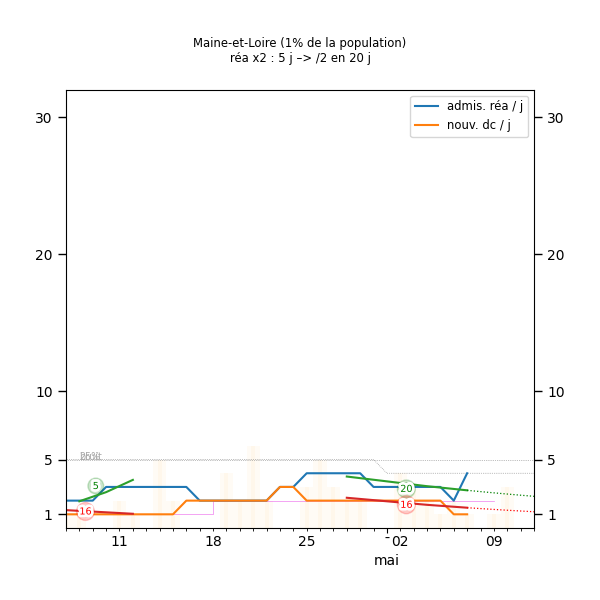 Maine-et-Loire (1% de la population)
réa x2 : 5 j –> /2 en 20 j
admis. réa / j
nouv. dc / j
30 30
20 20
10 10
5 5
5 20
16 16
1 1
11 18 25 02 09
mai